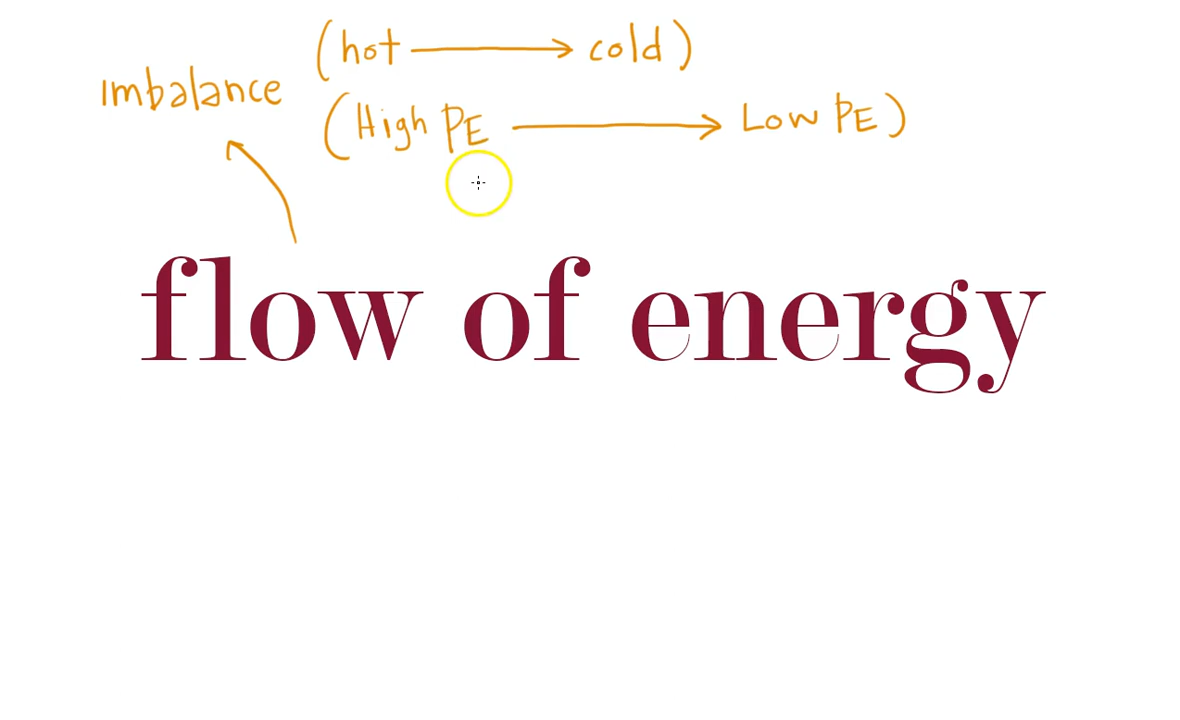 (hot → cold)
Imbalance
(High PE → Low PE)
flow of energy